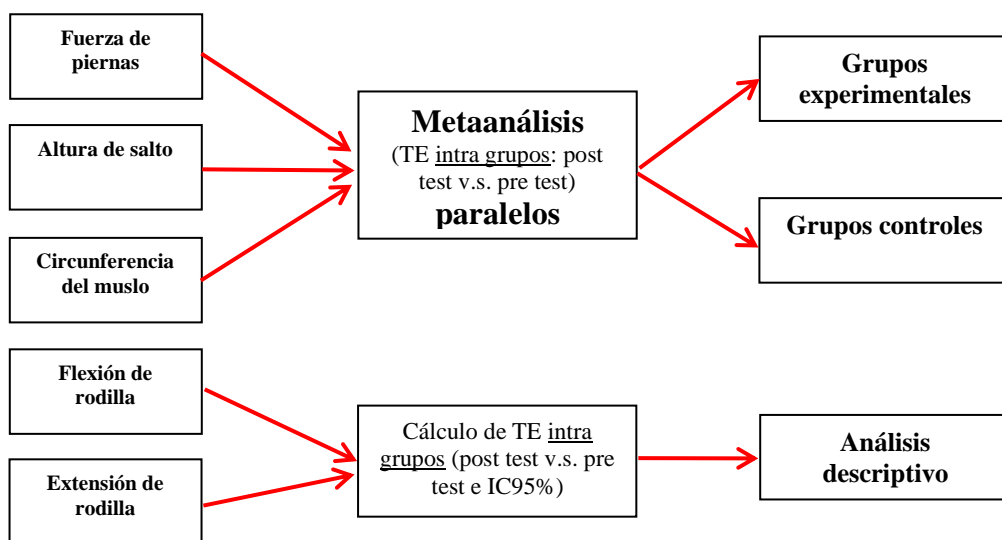 Fuerza de
piernas
Altura de salto
Circunferencia
del muslo
Metaanálisis
(TE intra grupos: post
test v.s. pre test)
paralelos
Grupos
experimentales
Grupos controles
Flexión de
rodilla
Extensión de
rodilla
Cálculo de TE intra
grupos (post test v.s. pre
test e IC95%)
Análisis
descriptivo